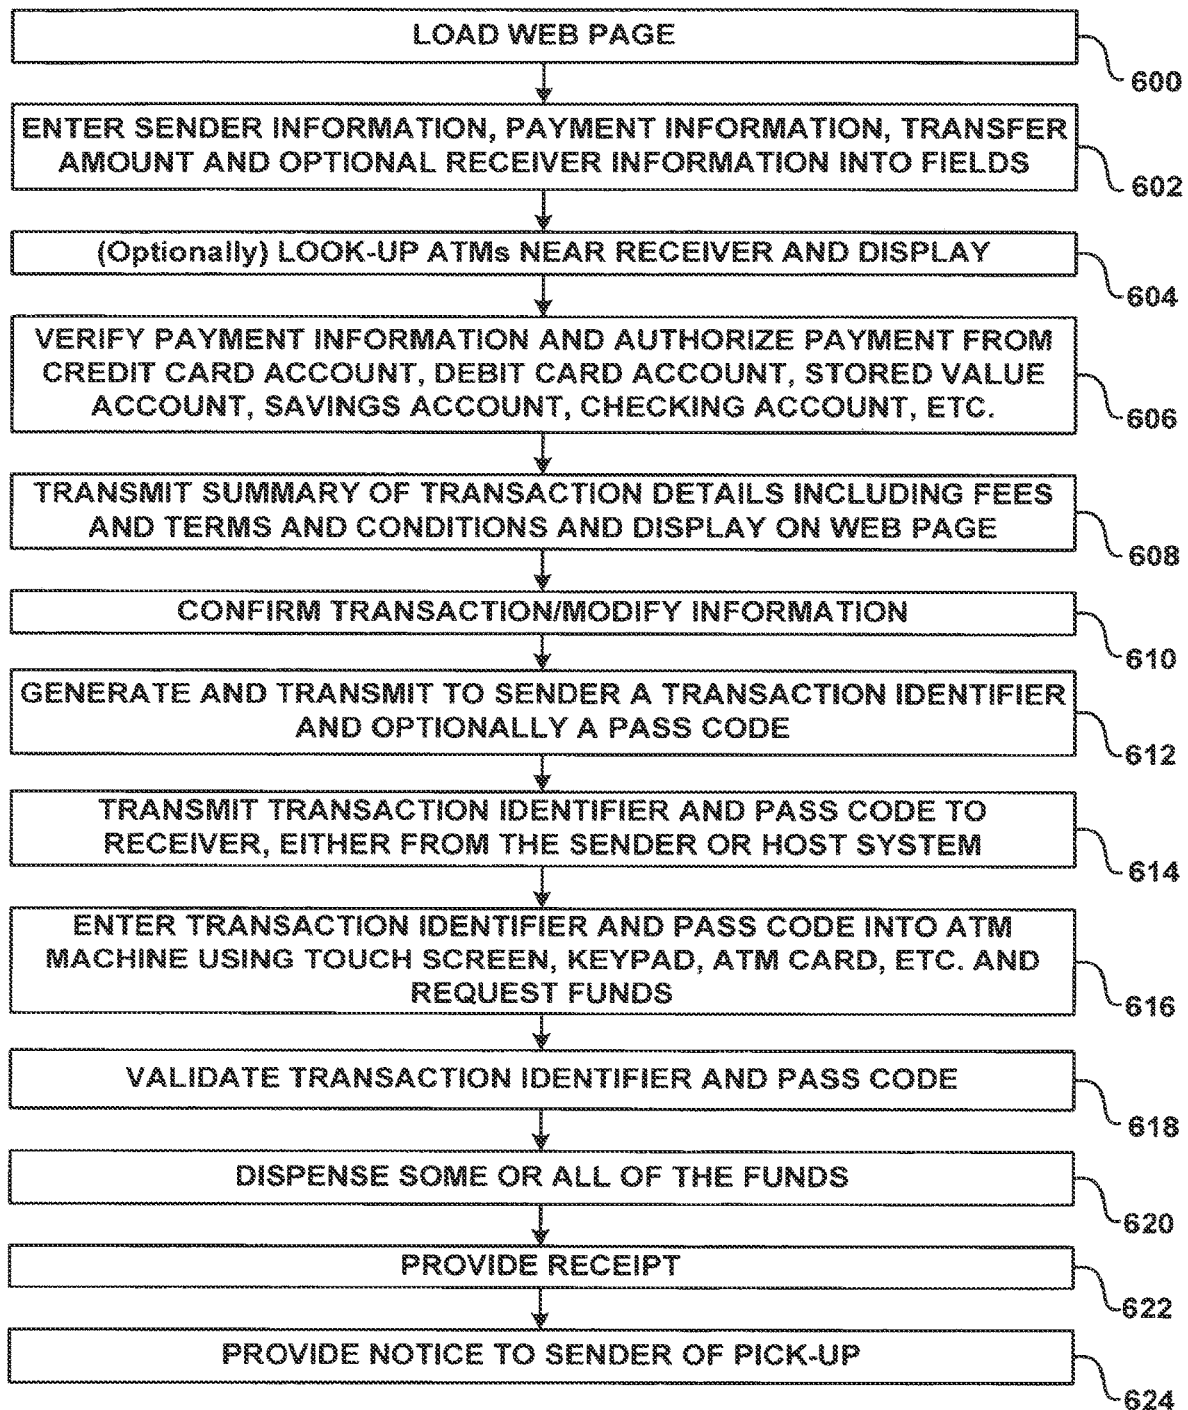 LOAD WEB PAGE
600
ENTER SENDER INFORMATION, PAYMENT INFORMATION, TRANSFER
AMOUNT AND OPTIONAL RECEIVER INFORMATION INTO FIELDS
602
(Optionally) LOOK-UP ATMs NEAR RECEIVER AND DISPLAY
604
VERIFY PAYMENT INFORMATION AND AUTHORIZE PAYMENT FROM
CREDIT CARD ACCOUNT, DEBIT CARD ACCOUNT, STORED VALUE
ACCOUNT, SAVINGS ACCOUNT, CHECKING ACCOUNT, ETC.
606
TRANSMIT SUMMARY OF TRANSACTION DETAILS INCLUDING FEES
AND TERMS AND CONDITIONS AND DISPLAY ON WEB PAGE
608
CONFIRM TRANSACTION/MODIFY INFORMATION
610
GENERATE AND TRANSMIT TO SENDER A TRANSACTION IDENTIFIER
AND OPTIONALLY A PASS CODE
612
TRANSMIT TRANSACTION IDENTIFIER AND PASS CODE TO
RECEIVER, EITHER FROM THE SENDER OR HOST SYSTEM
614
ENTER TRANSACTION IDENTIFIER AND PASS CODE INTO ATM
MACHINE USING TOUCH SCREEN, KEYPAD, ATM CARD, ETC. AND
REQUEST FUNDS
616
VALIDATE TRANSACTION IDENTIFIER AND PASS CODE
618
DISPENSE SOME OR ALL OF THE FUNDS
620
PROVIDE RECEIPT
622
PROVIDE NOTICE TO SENDER OF PICK-UP
624